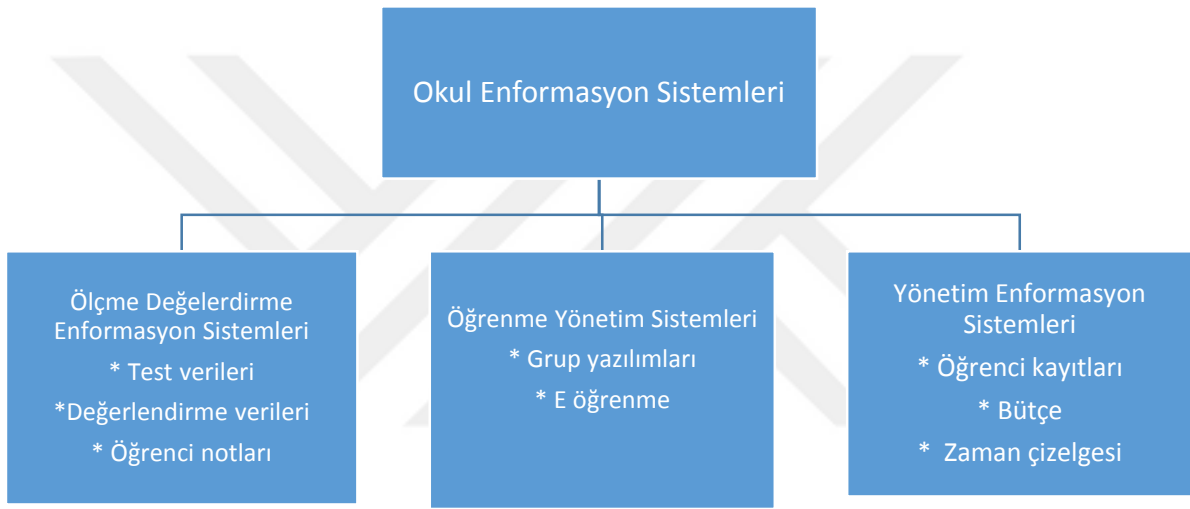 Okul Enformasyon Sistemleri
Ölçme Değelerdirme
Enformasyon Sistemleri
* Test verileri
*Değerlendirme verileri
* Öğrenci notları
Öğrenme Yönetim Sistemleri
* Grup yazılımları
* E öğrenme
Yönetim Enformasyon
Sistemleri
* Öğrenci kayıtları
* Bütçe
* Zaman çizelgesi